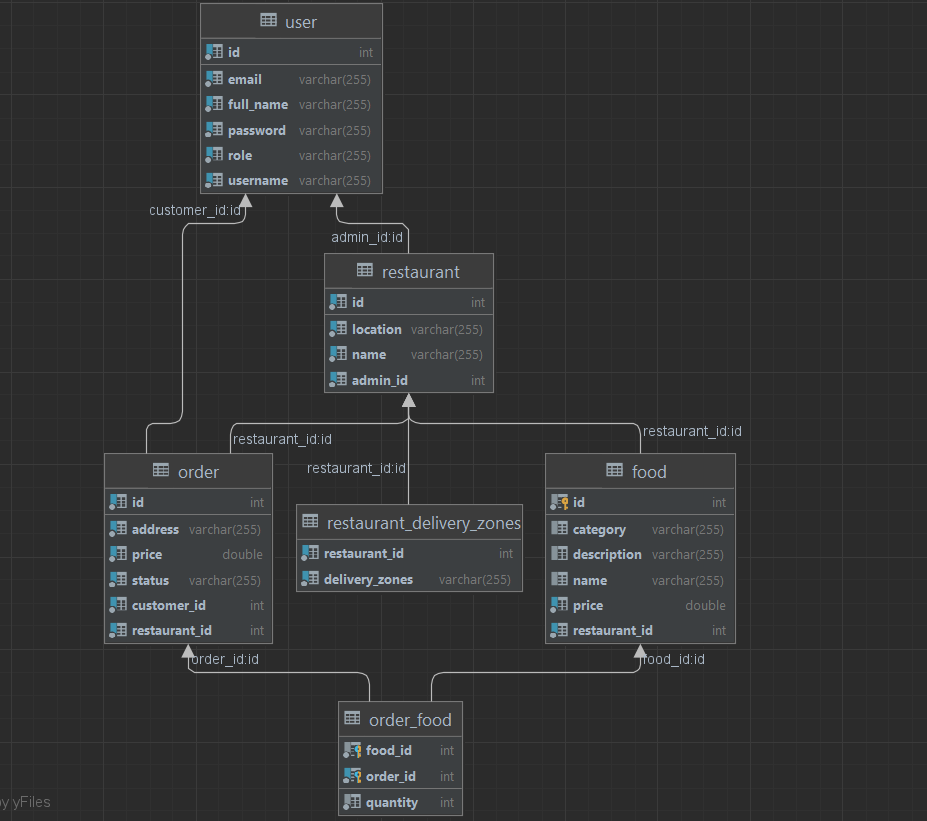 user
id int
email varchar(255)
full_name varchar(255)
password varchar(255)
role varchar(255)
username varchar(255)
customer_id:id
admin_id:id
restaurant
id int
location varchar(255)
name varchar(255)
admin_id int
restaurant_id:id
restaurant_id:id
restaurant_id:id
order
id int
address varchar(255)
price double
status varchar(255)
customer_id int
restaurant_id int
restaurant_delivery_zones
restaurant_id int
delivery_zones varchar(255)
food
id int
category varchar(255)
description varchar(255)
name varchar(255)
price double
restaurant_id int
order_id:id
food_id:id
order_food
food_id int
order_id int
quantity int
by yFiles